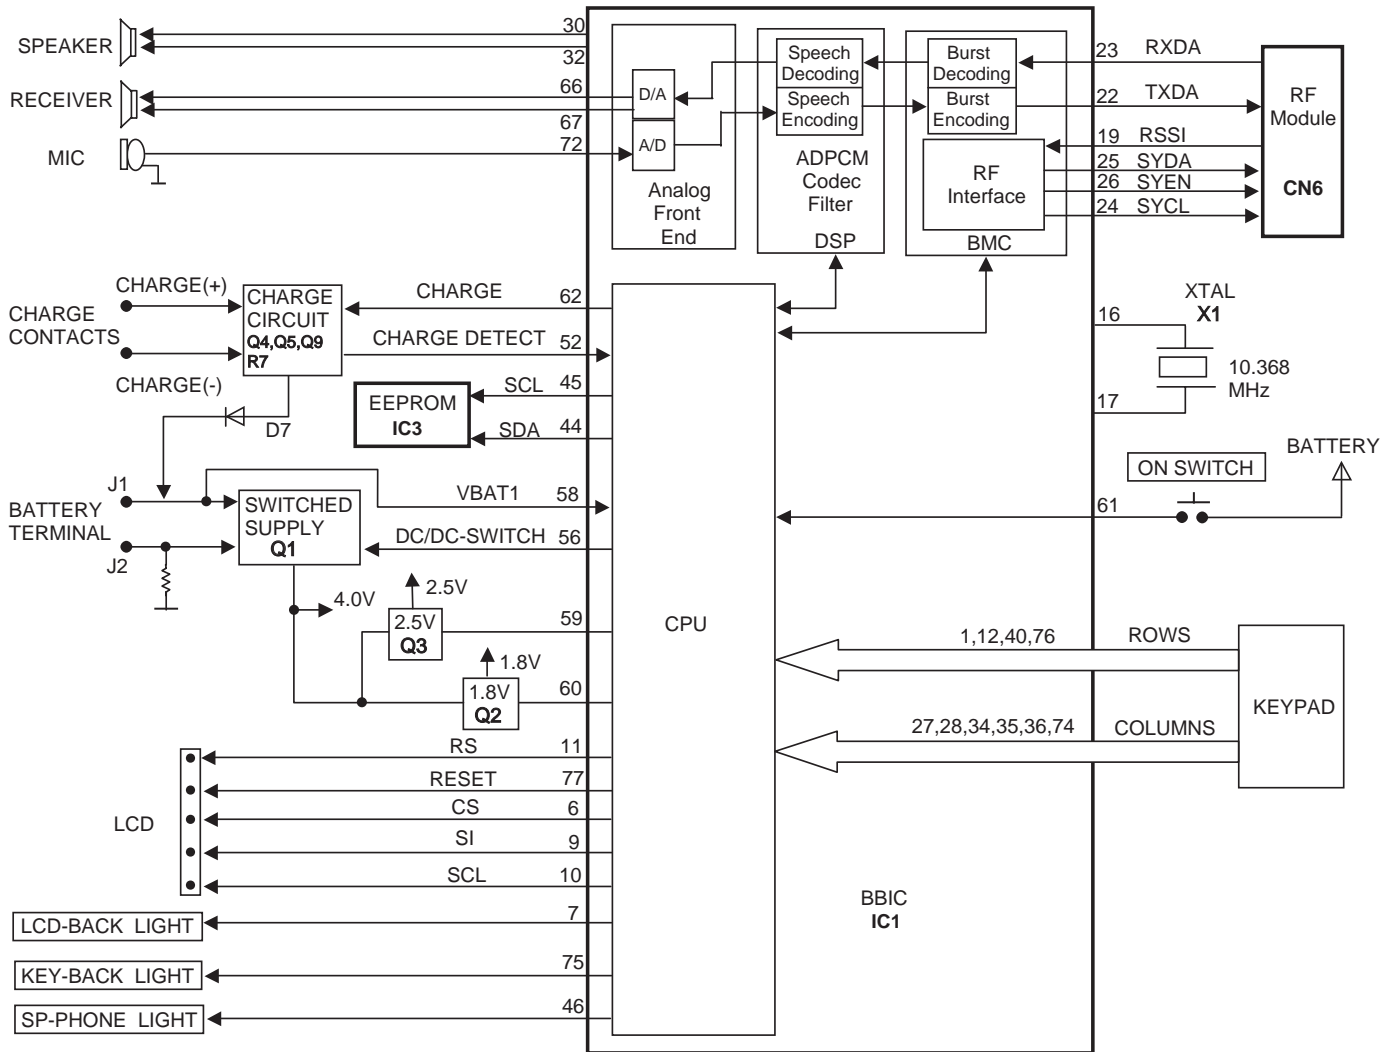 SPEAKER
30
32
RECEIVER
66
67
MIC
72
D/A
A/D
Analog
Front
End
Speech
Decoding
Speech
Encoding
ADPCM
Codec
Filter
DSP
Burst
Decoding
Burst
Encoding
RF
Interface
BMC
23 RXDA
22 TXDA
19 RSSI
25 SYDA
26 SYEN
24 SYCL
RF
Module
CN6
CHARGE(+)
CHARGE
CONTACTS
CHARGE(-)
CHARGE
CIRCUIT
Q4,Q5,Q9
R7
CHARGE 62
CHARGE DETECT 52
D7
EEPROM
IC3
SCL 45
SDA 44
16
17
XTAL
X1
10.368
MHz
BATTERY
ON SWITCH
61
J1
BATTERY
TERMINAL
J2
SWITCHED
SUPPLY
Q1
VBAT1 58
DC/DC-SWITCH 56
4.0V
2.5V
2.5V
Q3
59
1.8V
1.8V
Q2
60
CPU
1,12,40,76 ROWS
27,28,34,35,36,74 COLUMNS
KEYPAD
LCD
RS 11
RESET 77
CS 6
SI 9
SCL 10
BBIC
IC1
LCD-BACK LIGHT 7
KEY-BACK LIGHT 75
SP-PHONE LIGHT 46